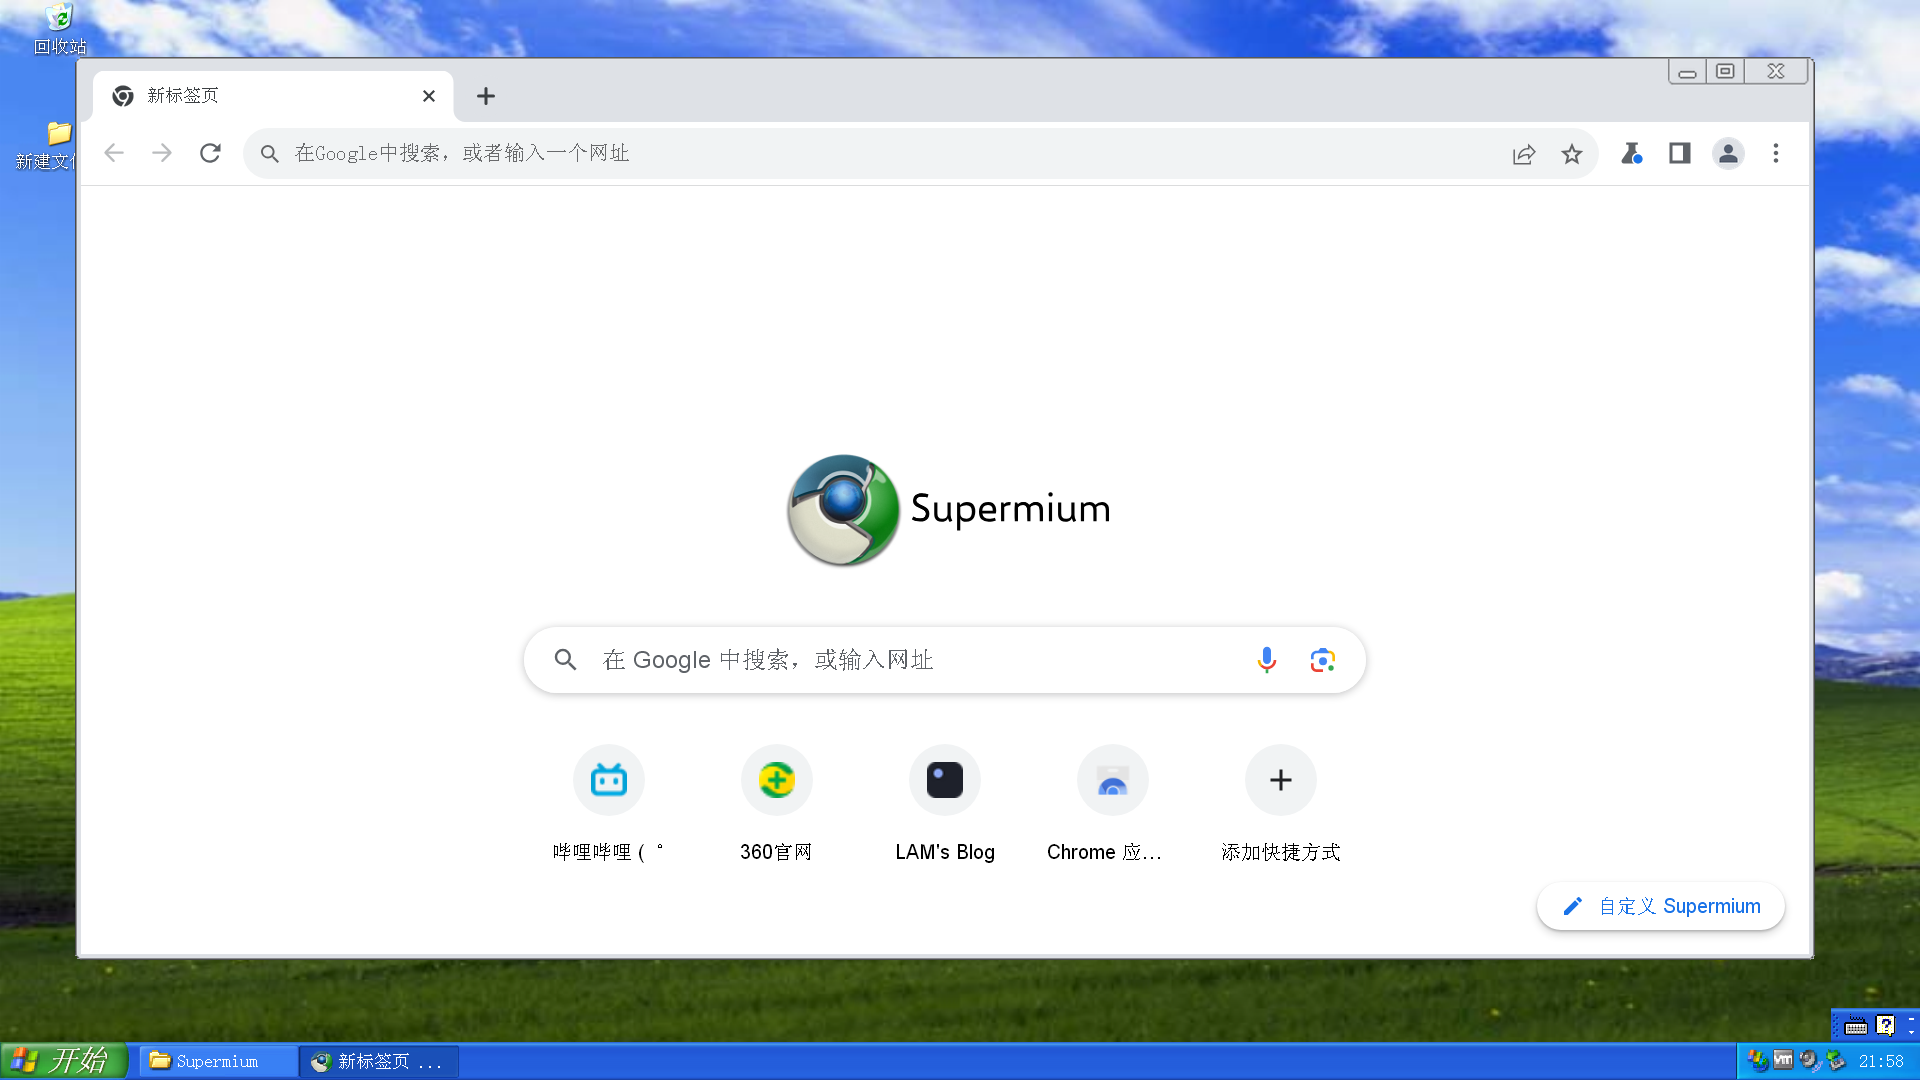 回收站
新建文件
新标签页
在Google中搜索，或者输入一个网址
Supermium
在 Google 中搜索，或输入网址
哔哩哔哩 ( ゜
360官网
LAM's Blog
Chrome 应...
添加快捷方式
自定义 Supermium
开始
Supermium
新标签页 ...
21:58